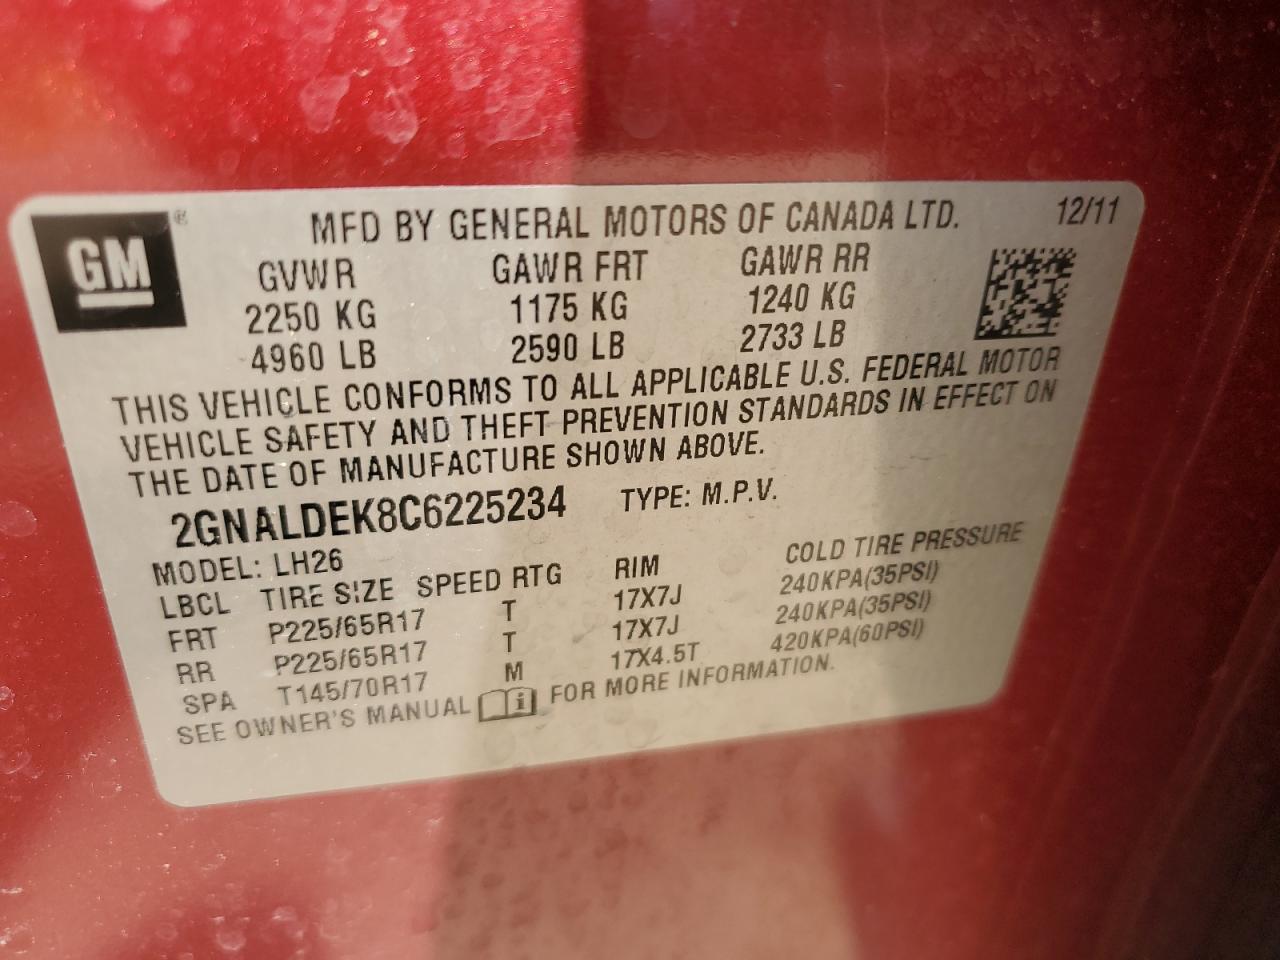 GM ® MFD BY GENERAL MOTORS OF CANADA LTD. 12/11
GVWR GAWR FRT GAWR RR
2250 KG 1175 KG 1240 KG
4960 LB 2590 LB 2733 LB
THIS VEHICLE CONFORMS TO ALL APPLICABLE U.S. FEDERAL MOTOR
VEHICLE SAFETY AND THEFT PREVENTION STANDARDS IN EFFECT ON
THE DATE OF MANUFACTURE SHOWN ABOVE.
2GNALDEK8C6225234 TYPE: M.P.V.
MODEL: LH26
LBCL TIRE SIZE SPEED RTG RIM COLD TIRE PRESSURE
FRT P225/65R17 T 17X7J 240KPA(35PSI)
RR P225/65R17 T 17X7J 240KPA(35PSI)
SPA T145/70R17 M 17X4.5T 420KPA(60PSI)
SEE OWNER'S MANUAL i FOR MORE INFORMATION.